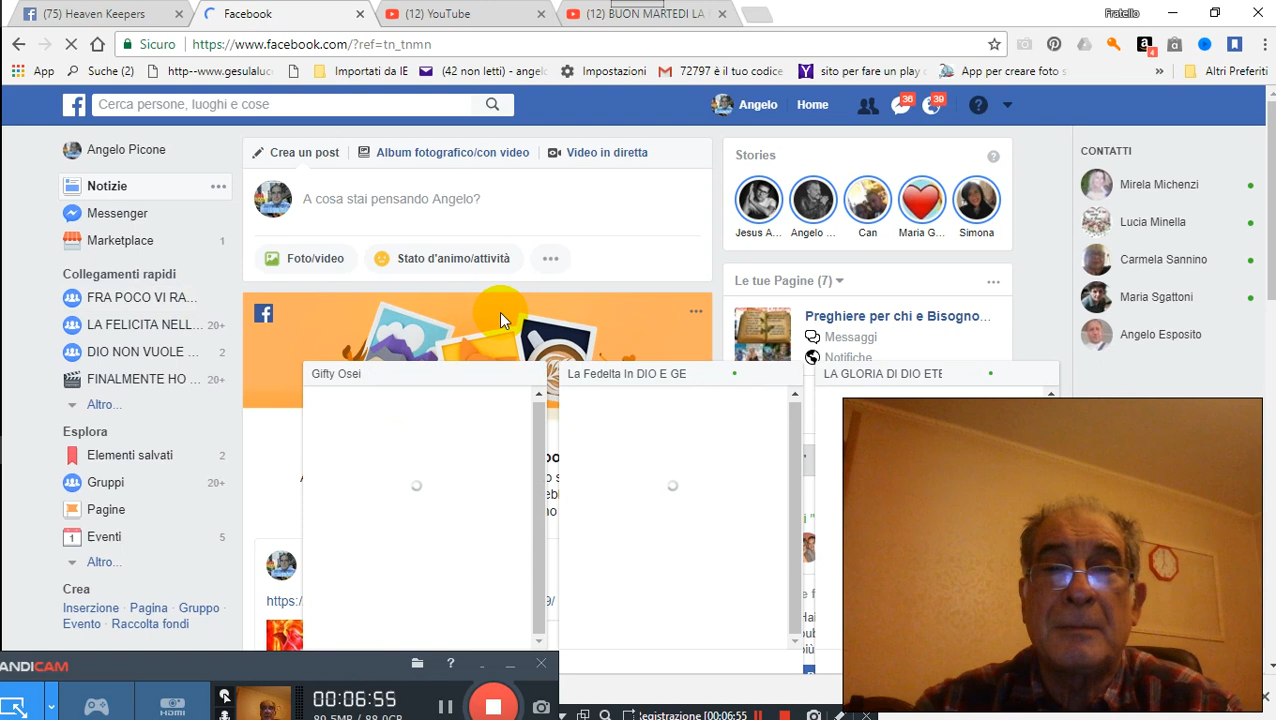 (75) Heaven Keepers
Facebook
(12) YouTube
(12) BUON MARTEDI LA
Fratello
Sicuro
https://www.facebook.com/?ref=tn_tnmn
4
App
Suche (2)
http--www.gesulaluc
Importati da IE
(42 non letti) - angelo
Impostazioni
72797 è il tuo codice
sito per fare un play
App per creare foto s
»
Altri Preferiti
Cerca persone, luoghi e cose
Angelo
Home
36
39
Angelo Picone
Notizie
Messenger
Marketplace 1
Collegamenti rapidi
FRA POCO VI RA...
LA FELICITA NELL... 20+
DIO NON VUOLE ... 2
FINALMENTE HO ... 20+
Altro...
Esplora
Elementi salvati 2
Gruppi 20+
Pagine
Eventi 5
Altro...
Crea
Inserzione · Pagina · Gruppo ·
Evento · Raccolta fondi
Crea un post
Album fotografico/con video
Video in diretta
A cosa stai pensando Angelo?
Foto/video
Stato d'animo/attività
Stories
Jesus A...
Angelo ...
Can
Maria G...
Simona
Le tue Pagine (7)
Preghiere per chi e Bisogno...
Messaggi
Notifiche
CONTATTI
Mirela Michenzi
Lucia Minella
Carmela Sannino
Maria Sgattoni
Angelo Esposito
Gifty Osei
La Fedelta In DIO E GE
LA GLORIA DI DIO ETE
https:/
9/
ANDICAM
HDMI
00:06:55
89.5MB / 88.0GB
Registrazione [00:06:55]